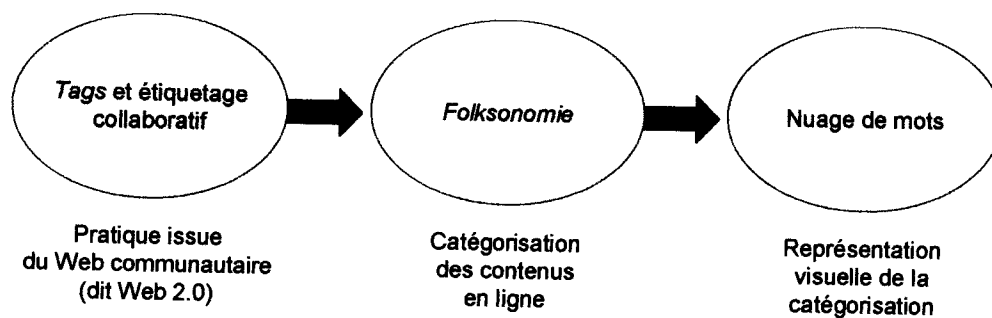 Tags et étiquetage
collaboratif
Folksonomie
Nuage de mots
Pratique issue
du Web communautaire
(dit Web 2.0)
Catégorisation
des contenus
en ligne
Représentation
visuelle de la
catégorisation